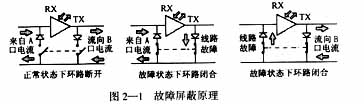 RX TX
来自A
口电流
流向B
口电流
正常状态下环路断开
RX TX
来自A
口电流
线路
故障
故障状态下环路闭合
RX TX
线路
故障
流向B
口电流
故障状态下环路闭合
图2—1 故障屏蔽原理